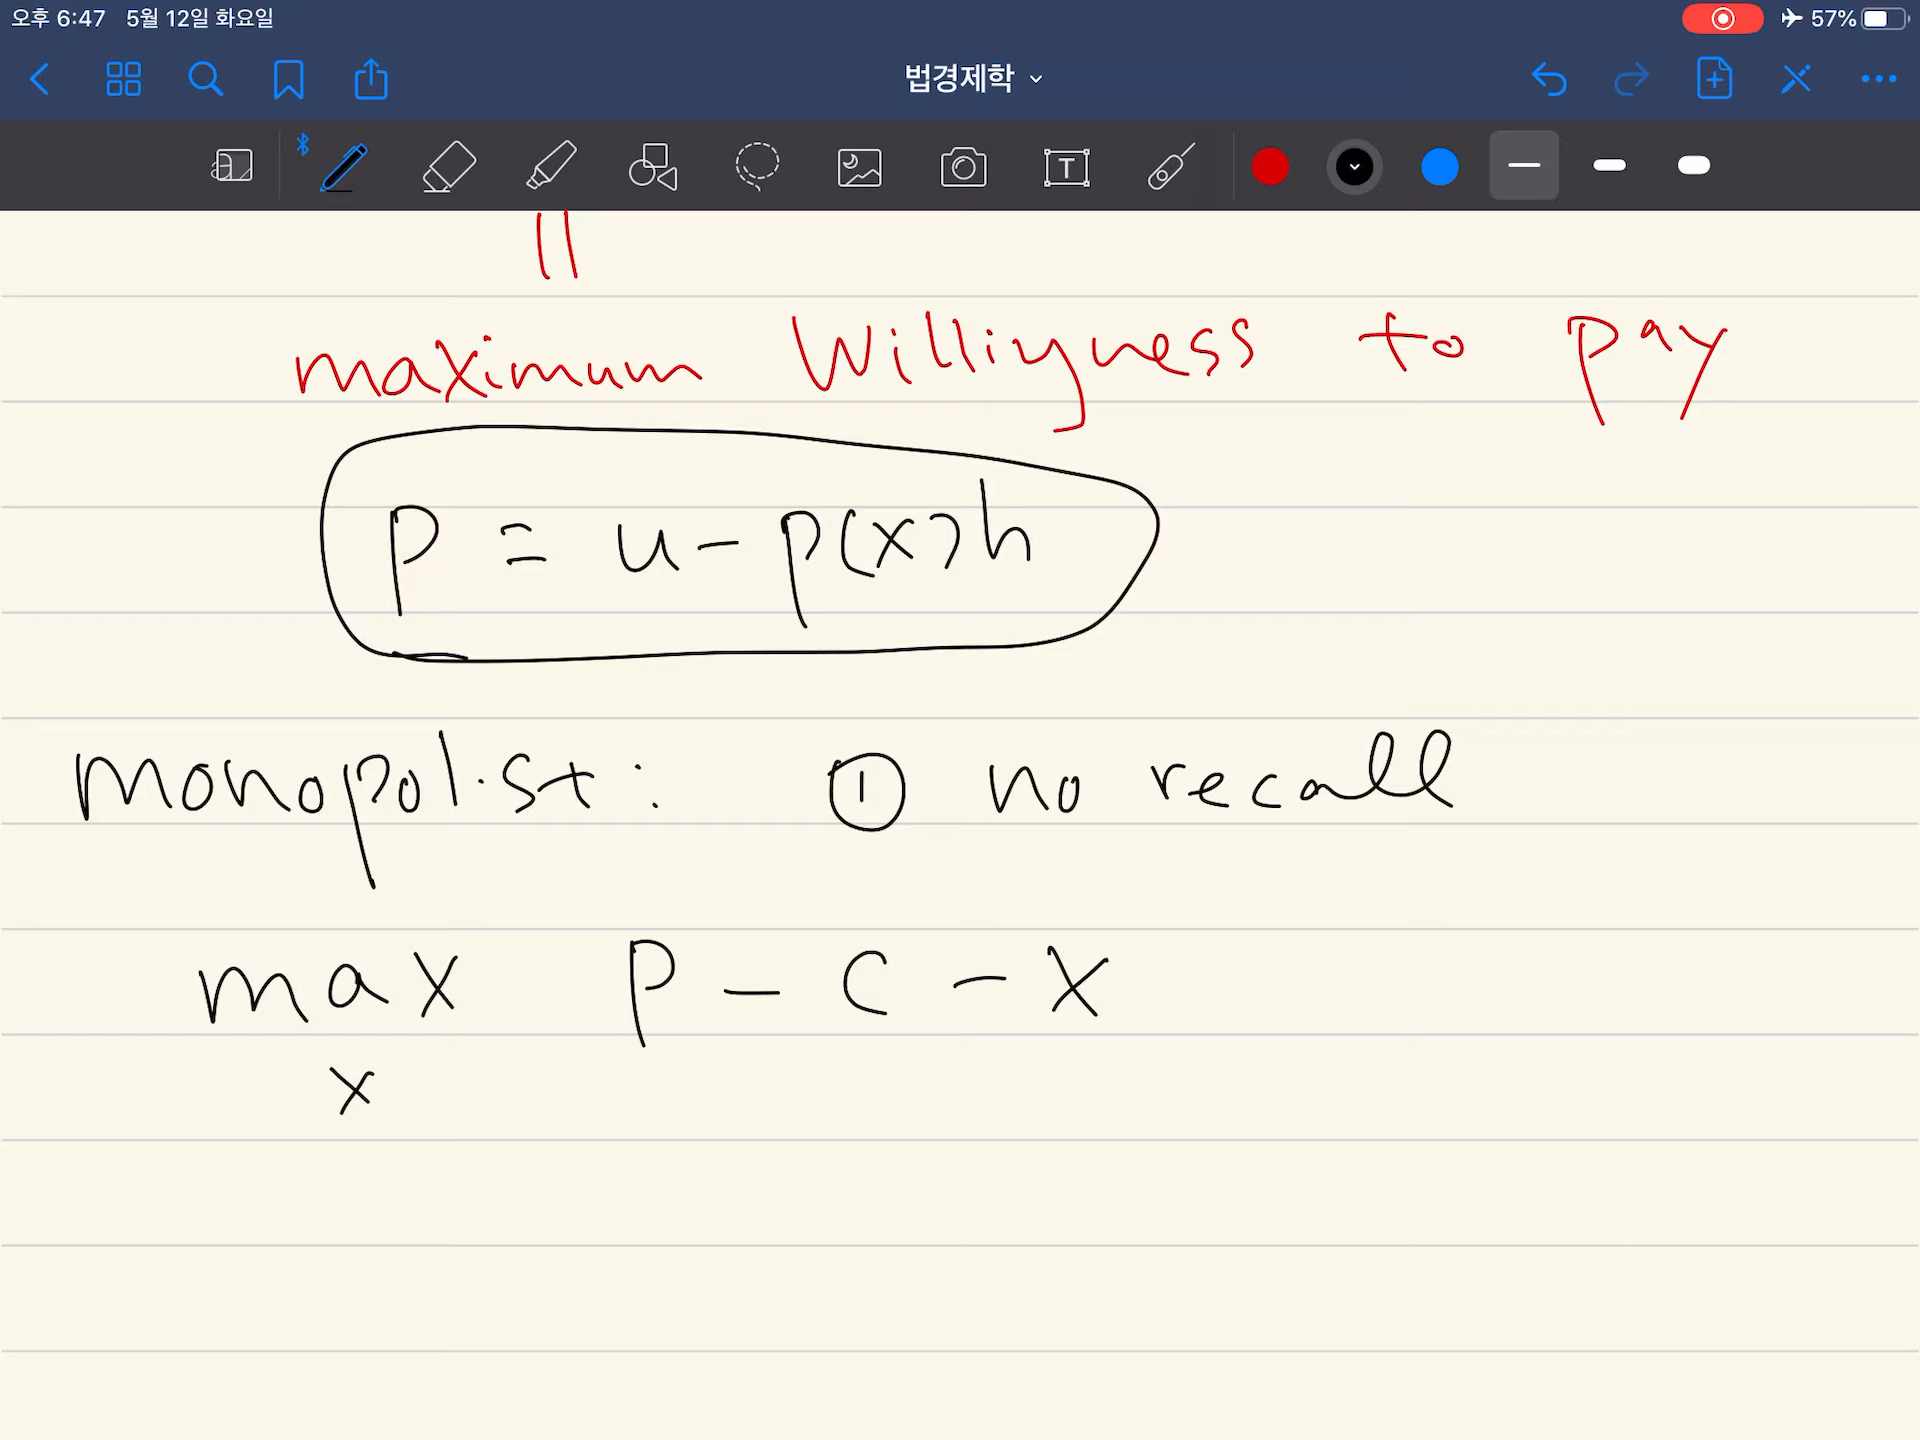 오후 6:47 5월 12일 화요일 57%
법경제학
T
maximum Willingness to pay
P = u - p(x)h
monopolist: ① no recall
max P - C - X
x